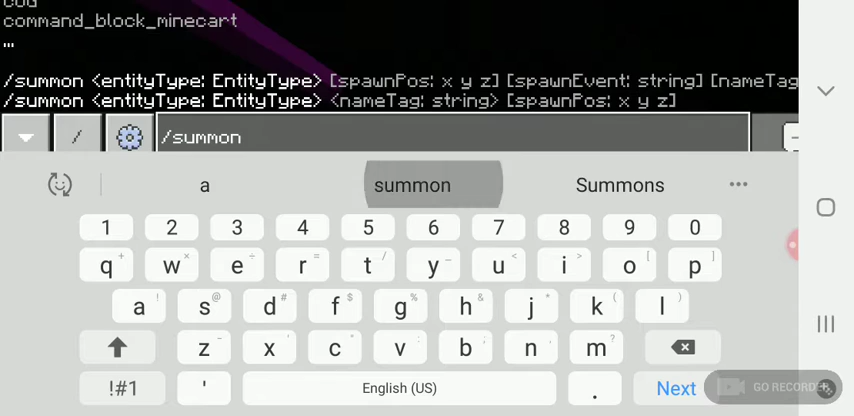 cod
command_block_minecart
...
/summon <entityType: EntityType> [spawnPos: x y z] [spawnEvent: string] [nameTag
/summon <entityType: EntityType> <nameTag: string> [spawnPos: x y z]
/ /summon
a summon Summons ...
1 2 3 4 5 6 7 8 9 0
q + w × e ÷ r = t / y _ u < i > o [ p ]
a ! s @ d # f $ g % h & j * k ( l )
z - x ' c " v : b ; n , m ?
!#1 ' English (US) . Next GO RECORDER